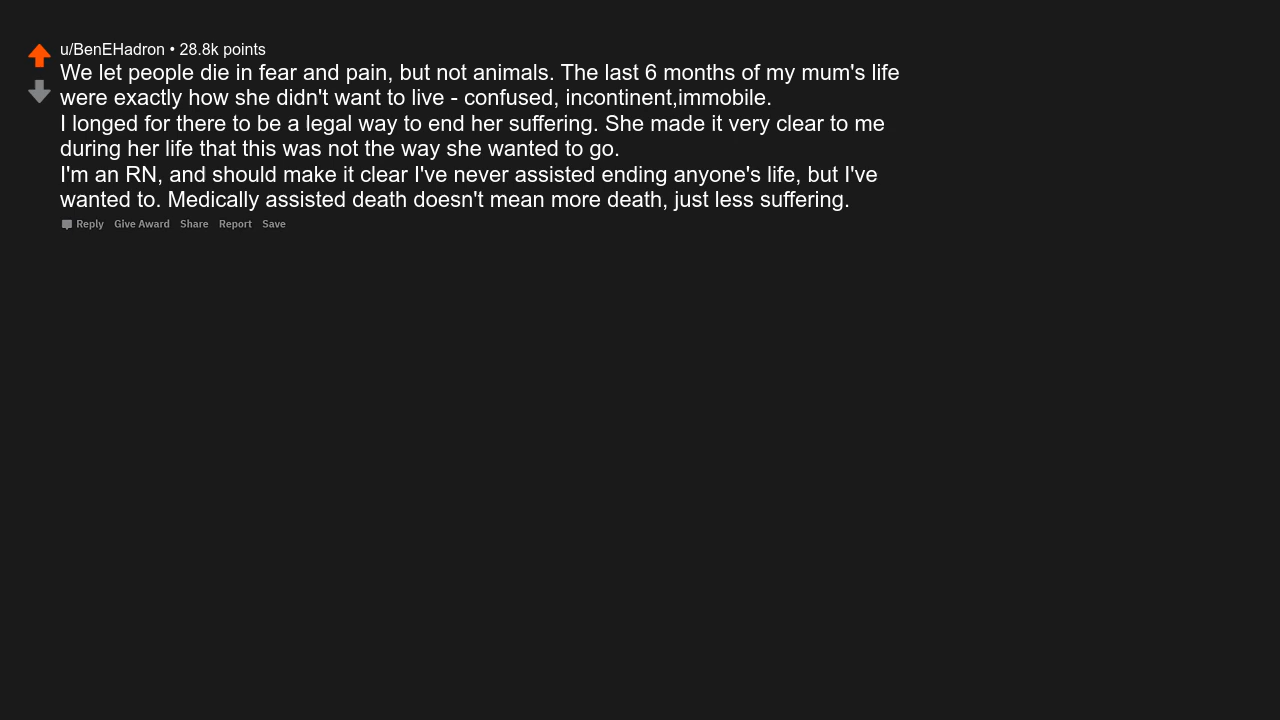 u/BenEHadron • 28.8k points
We let people die in fear and pain, but not animals. The last 6 months of my mum's life
were exactly how she didn't want to live - confused, incontinent,immobile.
I longed for there to be a legal way to end her suffering. She made it very clear to me
during her life that this was not the way she wanted to go.
I'm an RN, and should make it clear I've never assisted ending anyone's life, but I've
wanted to. Medically assisted death doesn't mean more death, just less suffering.
Reply Give Award Share Report Save